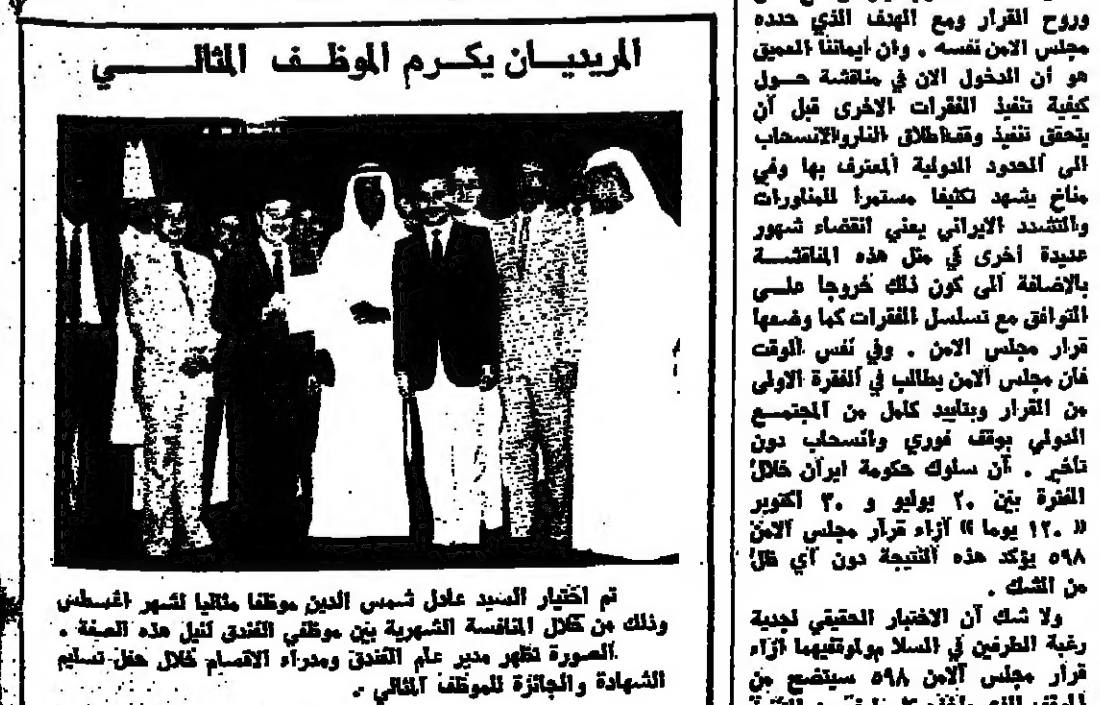 المريديان يكرم الموظف المثالي
تم اختيار السيد عادل شمس الدين موظفا مثاليا لشهر اغسطس
وذلك من خلال المنافسة الشهرية بين موظفي الفندق لنيل هذه الصفة .
الصورة تظهر مدير عام الفندق ومدراء الاقسام خلال حفل تسليم
الشهادة والجائزة للموظف المثالي .
وروح القرار ومع الهدف الذي حدده
مجلس الامن نفسه . وان ايماننا العميق
هو أن الدخول الان في مناقشة حول
كيفية تنفيذ الفقرات الاخرى قبل أن
يتحقق تنفيذ وقف اطلاق النار والانسحاب
الى الحدود الدولية المعترف بها وفي
مناخ يشهد تكثيفا مستمرا للمناورات
والتشدد الايراني يعني انقضاء شهور
عديدة أخرى في مثل هذه المناقشة
بالاضافة الى كون ذلك خروجا على
التوافق مع تسلسل الفقرات كما وضعها
قرار مجلس الامن . وفي نفس الوقت
فان مجلس الامن يطالب في الفقرة الاولى
من القرار وبتاييد كامل من المجتمع
الدولي بوقف فوري وانسحاب دون
تأخير . أن سلوك حكومة ايران خلال
الفترة بين ٢٠ يوليو و ٣٠ اكتوبر
« ١٢٠ يوما » أزاء قرار مجلس الامن
٥٩٨ يؤكد هذه النتيجة دون أي ظل
من الشك .
ولا شك أن الاختبار الحقيقي لجدية
رغبة الطرفين في السلا مولموقفيهما ازاء
قرار مجلس الامن ٥٩٨ سيتضح من